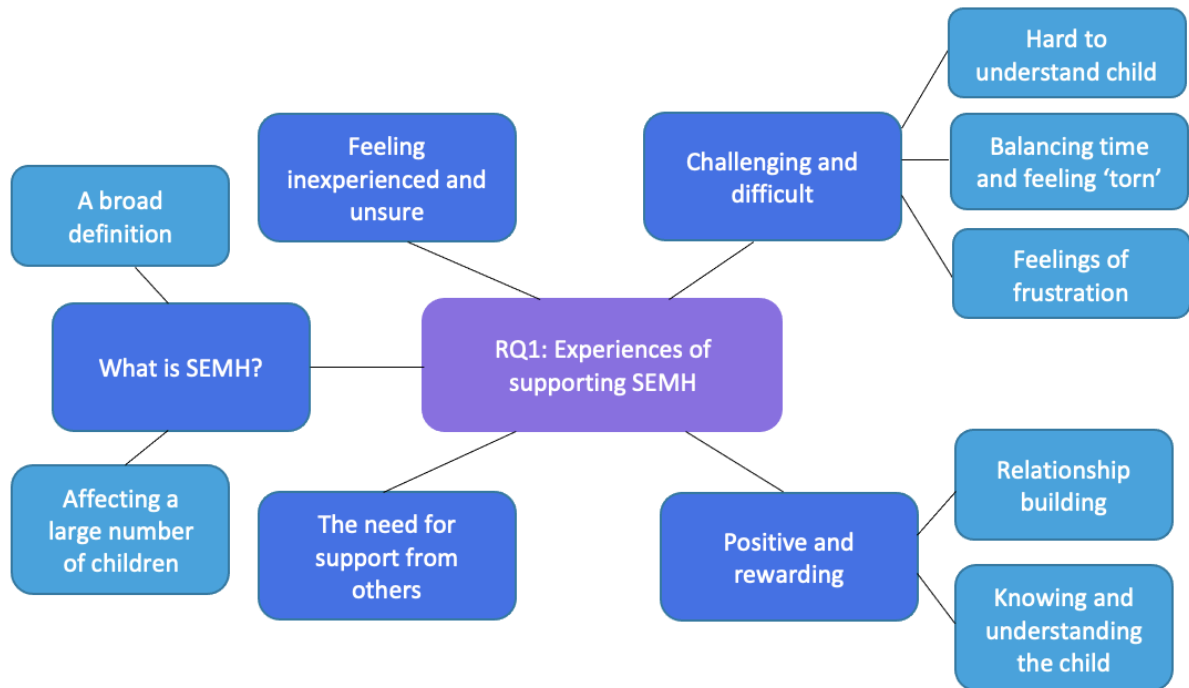 Hard to
understand child
Feeling
inexperienced and
unsure
Challenging and
difficult
Balancing time
and feeling ‘torn’
A broad
definition
Feelings of
frustration
What is SEMH?
RQ1: Experiences of
supporting SEMH
Affecting a
large number
of children
The need for
support from
others
Positive and
rewarding
Relationship
building
Knowing and
understanding
the child